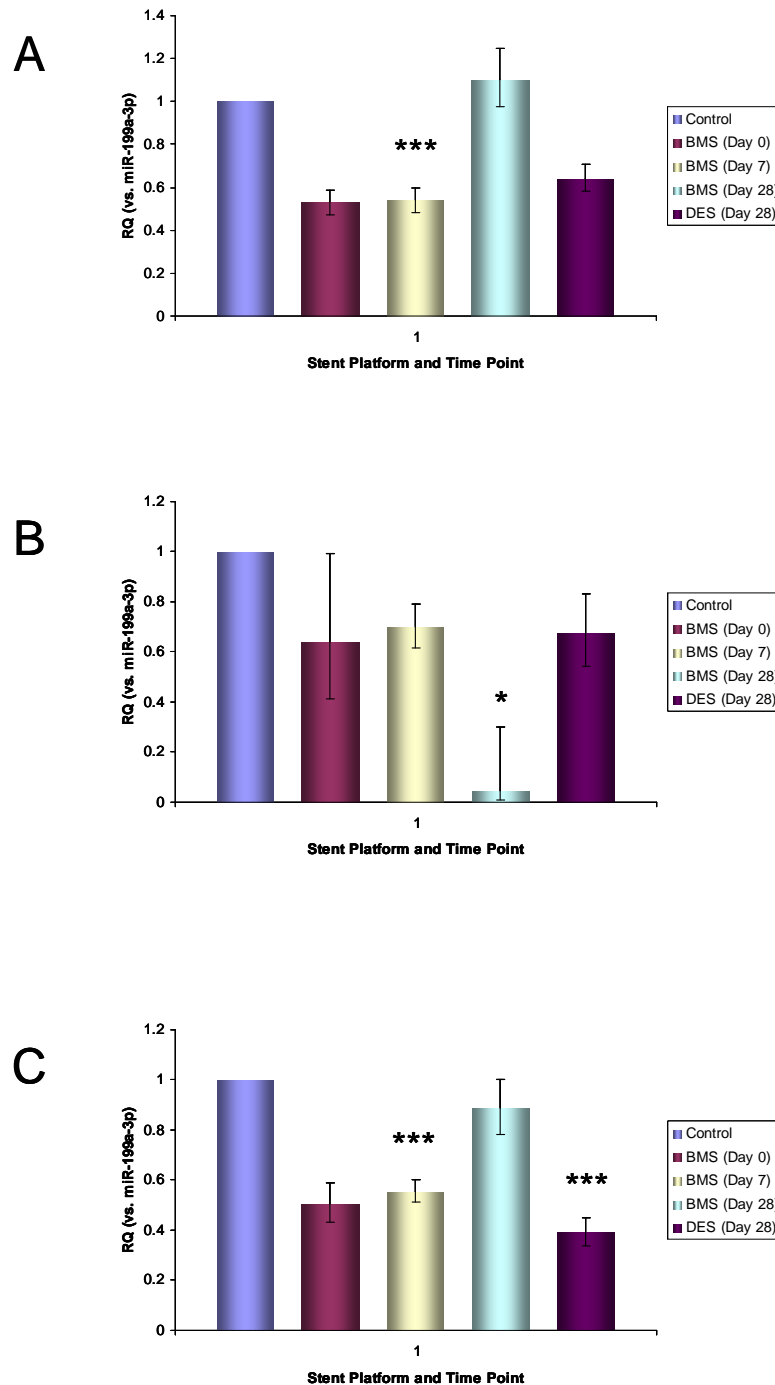 A
1.4
1.2
1
0.8
0.6
0.4
0.2
0
RQ (vs. miR-199a-3p)
***
1
Stent Platform and Time Point
Control
BMS (Day 0)
BMS (Day 7)
BMS (Day 28)
DES (Day 28)
B
1.2
1
0.8
0.6
0.4
0.2
0
RQ (vs. miR-199a-3p)
*
1
Stent Platform and Time Point
Control
BMS (Day 0)
BMS (Day 7)
BMS (Day 28)
DES (Day 28)
C
1.2
1
0.8
0.6
0.4
0.2
0
RQ (vs. miR-199a-3p)
***
***
1
Stent Platform and Time Point
Control
BMS (Day 0)
BMS (Day 7)
BMS (Day 28)
DES (Day 28)